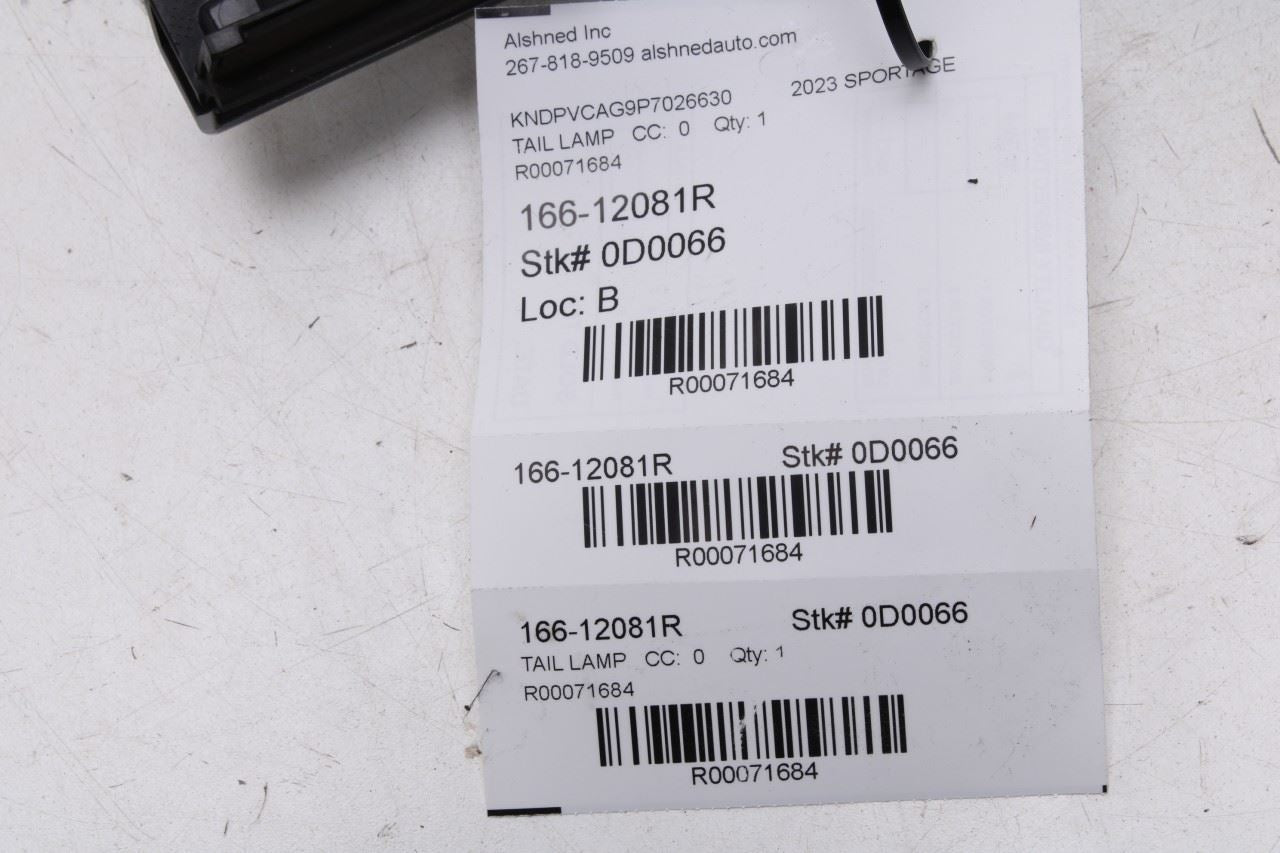 Alshned Inc
267-818-9509 alshnedauto.com
KNDPVCAG9P7026630 2023 SPORTAGE
TAIL LAMP CC: 0 Qty: 1
R00071684
166-12081R
Stk# 0D0066
Loc: B
R00071684
166-12081R Stk# 0D0066
R00071684
166-12081R Stk# 0D0066
TAIL LAMP CC: 0 Qty: 1
R00071684
R00071684